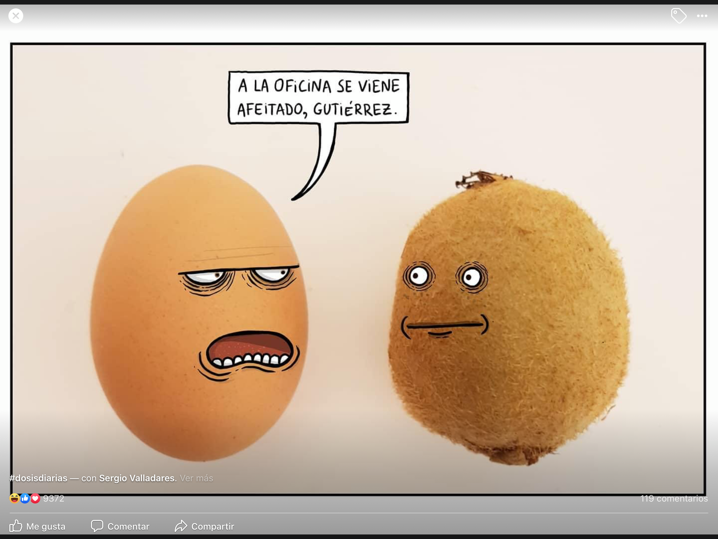 A LA OFICINA SE VIENE
AFEITADO, GUTIÉRREZ.
#dosisdiarias — con Sergio Valladares. Ver más
9372
119 comentarios
Me gusta
Comentar
Compartir